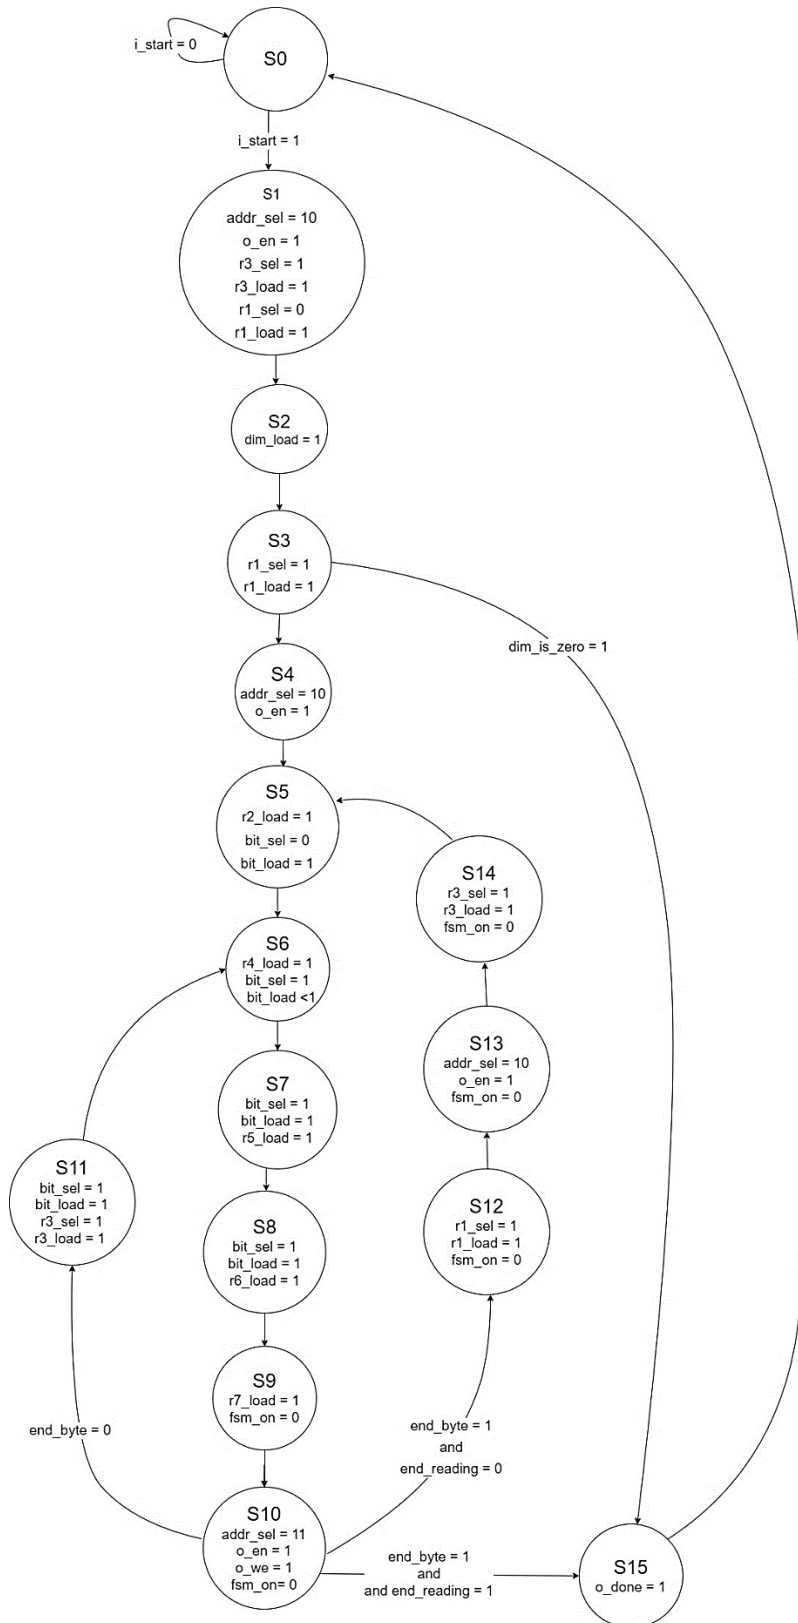 i_start = 0
S0
i_start = 1
S1
addr_sel = 10
o_en = 1
r3_sel = 1
r3_load = 1
r1_sel = 0
r1_load = 1
S2
dim_load = 1
S3
r1_sel = 1
r1_load = 1
dim_is_zero = 1
S4
addr_sel = 10
o_en = 1
S5
r2_load = 1
bit_sel = 0
bit_load = 1
S14
r3_sel = 1
r3_load = 1
fsm_on = 0
S6
r4_load = 1
bit_sel = 1
bit_load <1
S13
addr_sel = 10
o_en = 1
fsm_on = 0
S7
bit_sel = 1
bit_load = 1
r5_load = 1
S11
bit_sel = 1
bit_load = 1
r3_sel = 1
r3_load = 1
S12
r1_sel = 1
r1_load = 1
fsm_on = 0
S8
bit_sel = 1
bit_load = 1
r6_load = 1
S9
r7_load = 1
fsm_on = 0
end_byte = 0
end_byte = 1
and
end_reading = 0
S10
addr_sel = 11
o_en = 1
o_we = 1
fsm_on= 0
end_byte = 1
and
and end_reading = 1
S15
o_done = 1